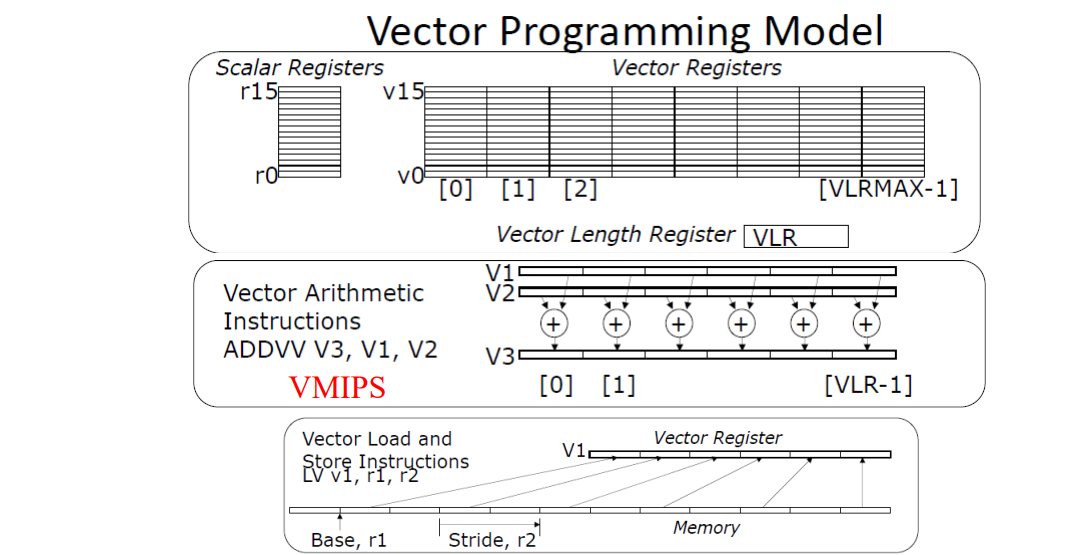 Vector Programming Model
Scalar Registers
Vector Registers
r15
v15
r0
v0
[0] [1] [2] [VLRMAX-1]
Vector Length Register VLR
Vector Arithmetic
Instructions
ADDVV V3, V1, V2
VMIPS
V1
V2
+ + + + + +
V3
[0] [1] [VLR-1]
Vector Load and
Store Instructions
LV v1, r1, r2
Vector Register
V1
Memory
Base, r1
Stride, r2